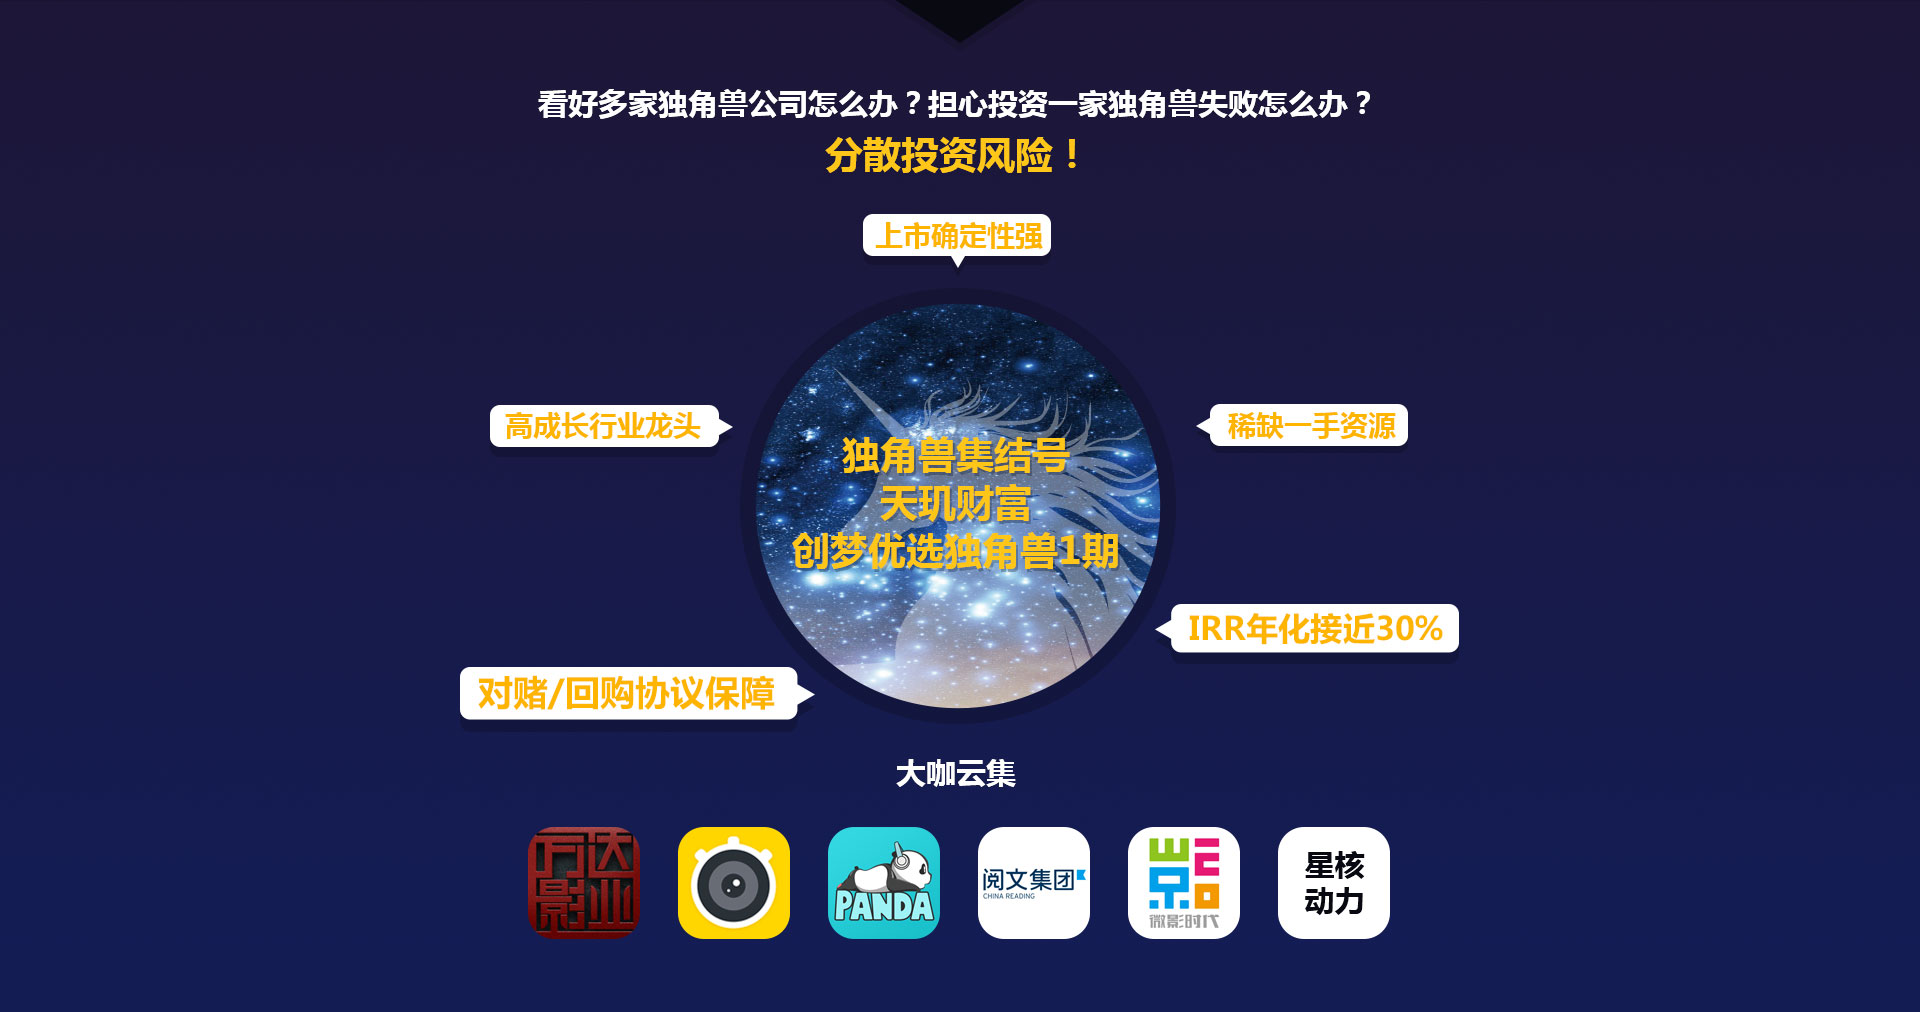 看好多家独角兽公司怎么办？担心投资一家独角兽失败怎么办？
分散投资风险！
上市确定性强
高成长行业龙头
稀缺一手资源
独角兽集结号
天玑财富
创梦优选独角兽1期
IRR年化接近30%
对赌/回购协议保障
大咖云集
万达
影业
PANDA
阅文集团
CHINA READING
微影时代
星核
动力